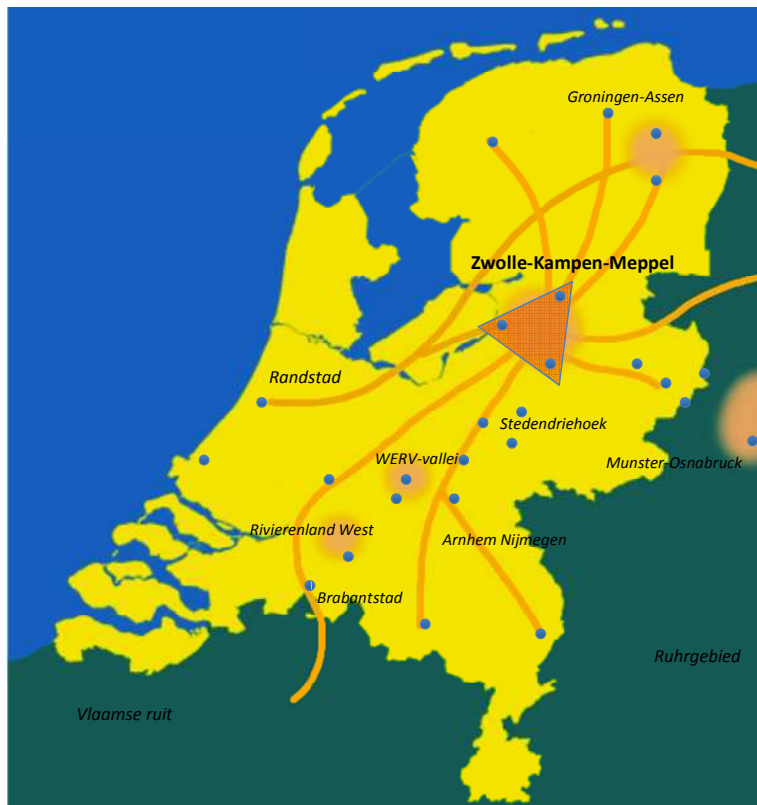 Groningen-Assen
Zwolle-Kampen-Meppel
Randstad
Stedendriehoek
WERV-vallei
Munster-Osnabruck
Rivierenland West
Arnhem Nijmegen
Brabantstad
Ruhrgebied
Vlaamse ruit